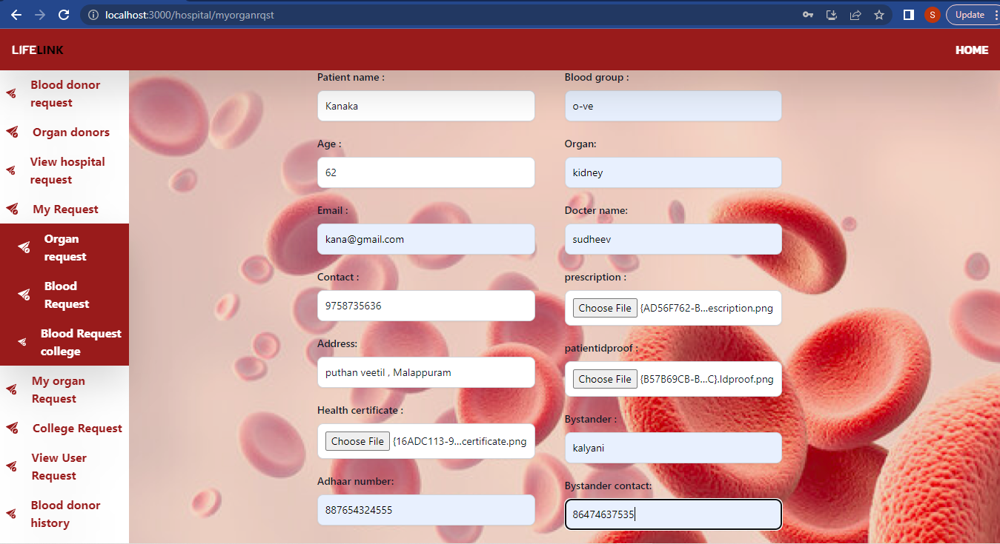 localhost:3000/hospital/myorganrqst
S
Update
LIFELINK
HOME
Blood donor
request
Organ donors
View hospital
request
My Request
Organ
request
Blood
Request
Blood Request
college
My organ
Request
College Request
View User
Request
Blood donor
history
Patient name :
Kanaka
Age :
62
Email :
kana@gmail.com
Contact :
9758735636
Address:
puthan veetil , Malappuram
Health certificate :
Choose File {16ADC113-9...certificate.png
Adhaar number:
887654324555
Blood group :
o-ve
Organ:
kidney
Docter name:
sudheev
prescription :
Choose File {AD56F762-B...escription.png
patientidproof :
Choose File {B57B69CB-B...C}.Idproof.png
Bystander :
kalyani
Bystander contact:
86474637535